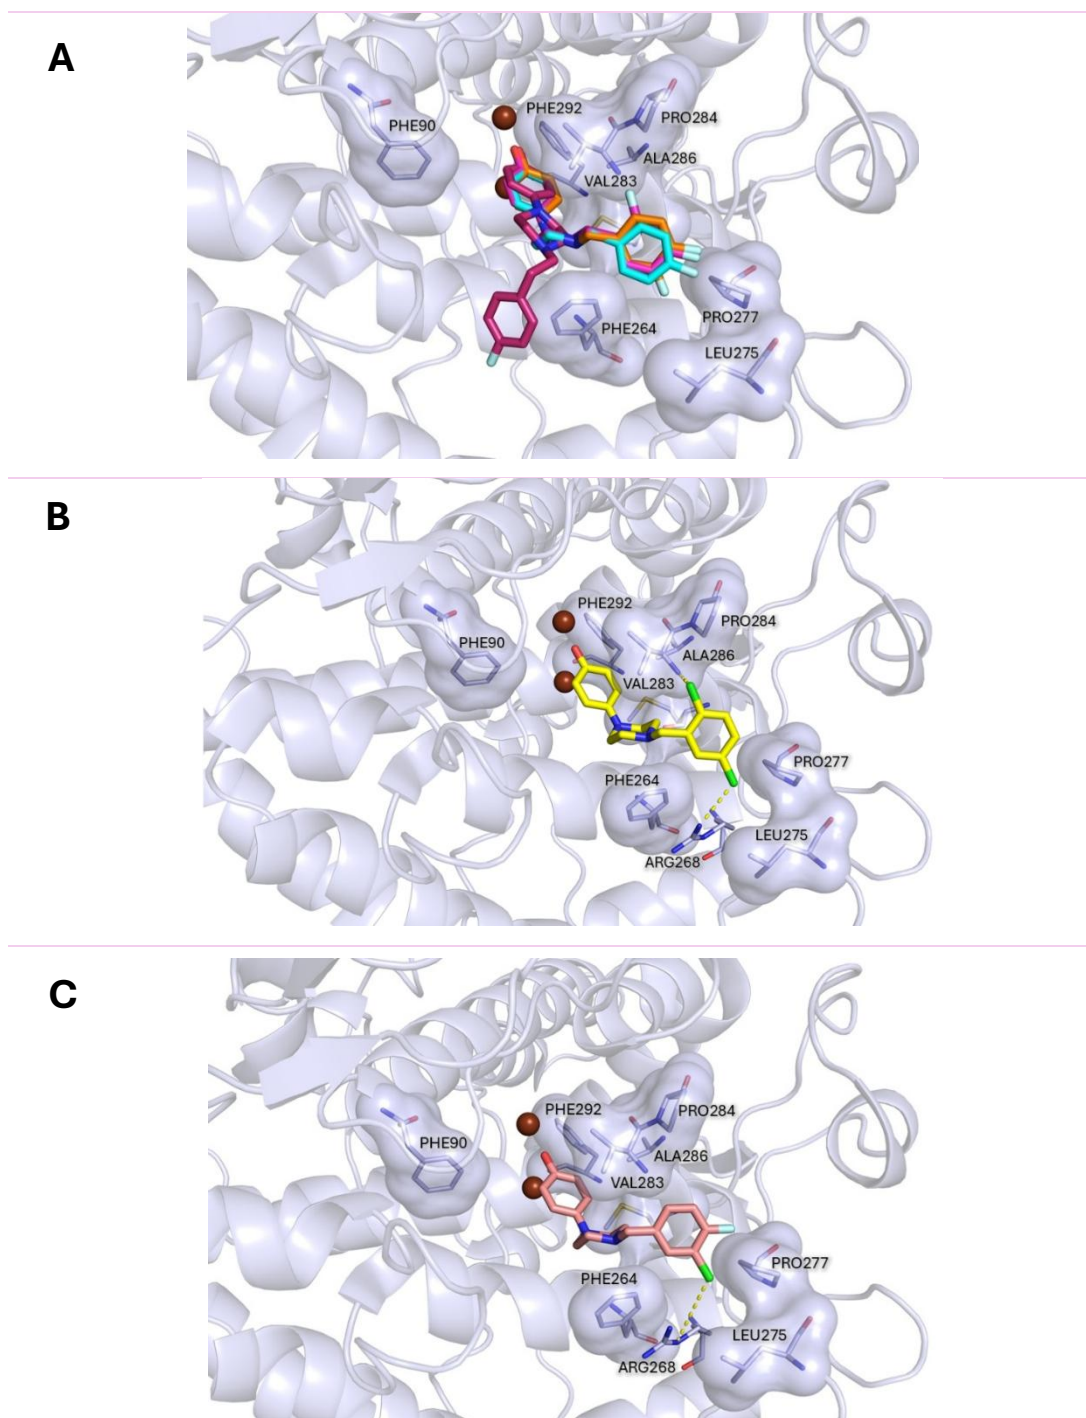 A
PHE292
PRO284
PHE90
ALA286
VAL283
PRO277
PHE264
LEU275
B
PHE292
PRO284
PHE90
ALA286
VAL283
PRO277
PHE264
LEU275
ARG268
C
PHE292
PRO284
PHE90
ALA286
VAL283
PRO277
PHE264
LEU275
ARG268